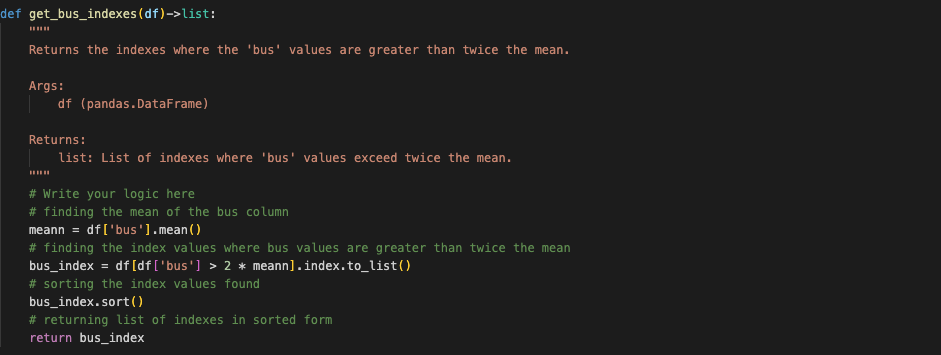 def get_bus_indexes(df)->list:
"""
Returns the indexes where the 'bus' values are greater than twice the mean.
Args:
df (pandas.DataFrame)
Returns:
list: List of indexes where 'bus' values exceed twice the mean.
"""
# Write your logic here
# finding the mean of the bus column
meann = df['bus'].mean()
# finding the index values where bus values are greater than twice the mean
bus_index = df[df['bus'] > 2 * meann].index.to_list()
# sorting the index values found
bus_index.sort()
# returning list of indexes in sorted form
return bus_index